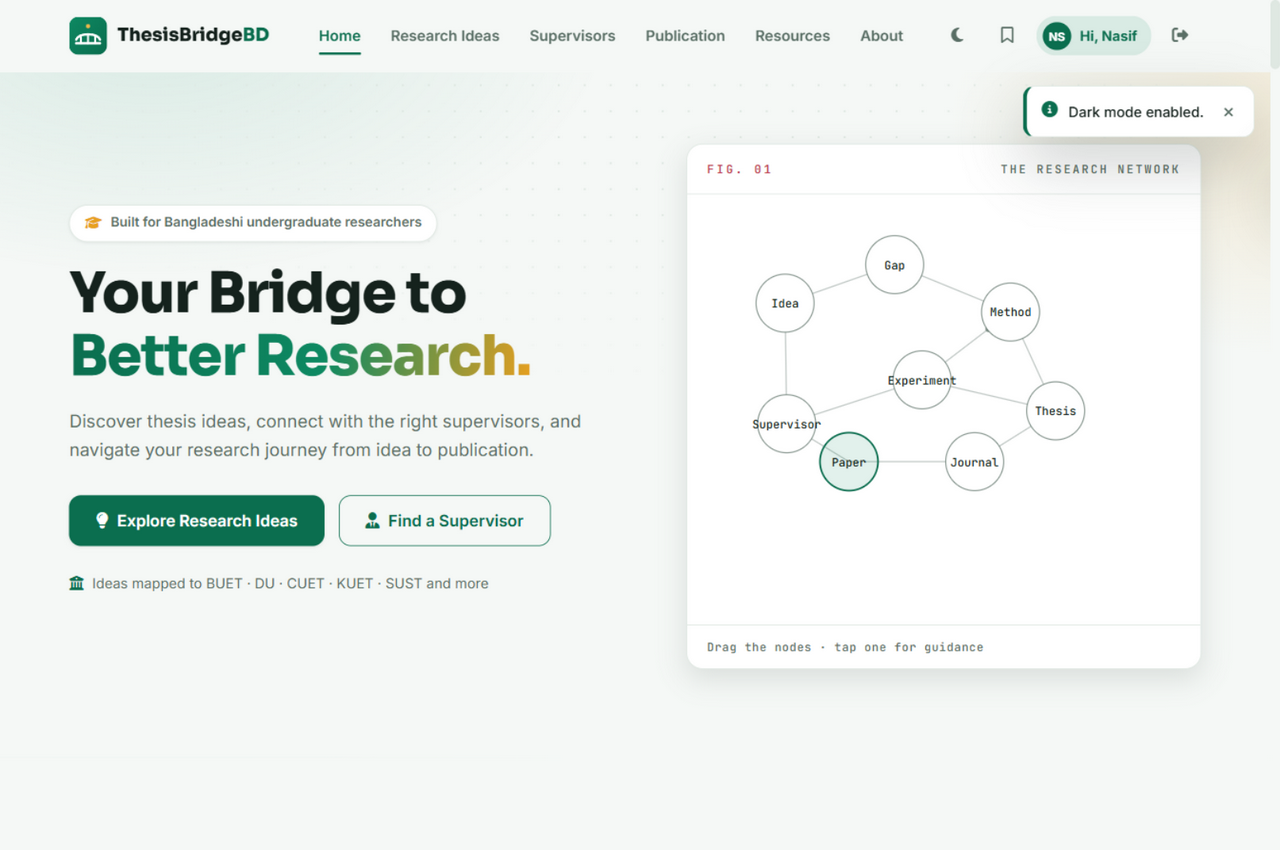 ThesisBridgeBD
Home
Research Ideas
Supervisors
Publication
Resources
About
NS
Hi, Nasif
Dark mode enabled.
Built for Bangladeshi undergraduate researchers
Your Bridge to
Better Research.
Discover thesis ideas, connect with the right supervisors, and
navigate your research journey from idea to publication.
Explore Research Ideas
Find a Supervisor
Ideas mapped to BUET · DU · CUET · KUET · SUST and more
FIG. 01
THE RESEARCH NETWORK
Gap
Idea
Method
Experiment
Thesis
Supervisor
Paper
Journal
Drag the nodes · tap one for guidance